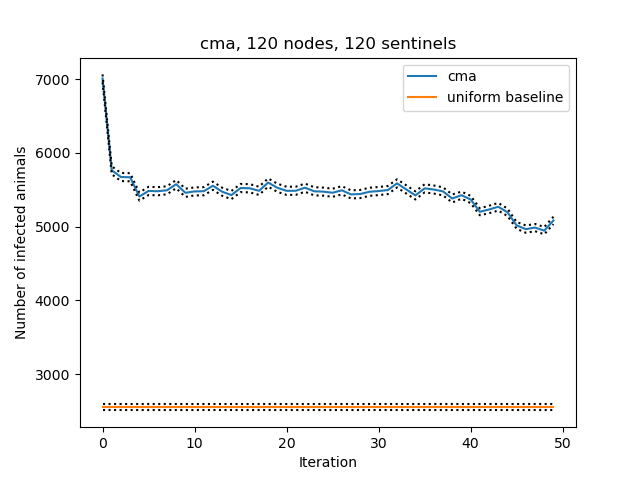 cma, 120 nodes, 120 sentinels
cma
uniform baseline
Number of infected animals
7000
6000
5000
4000
3000
0 10 20 30 40 50
Iteration